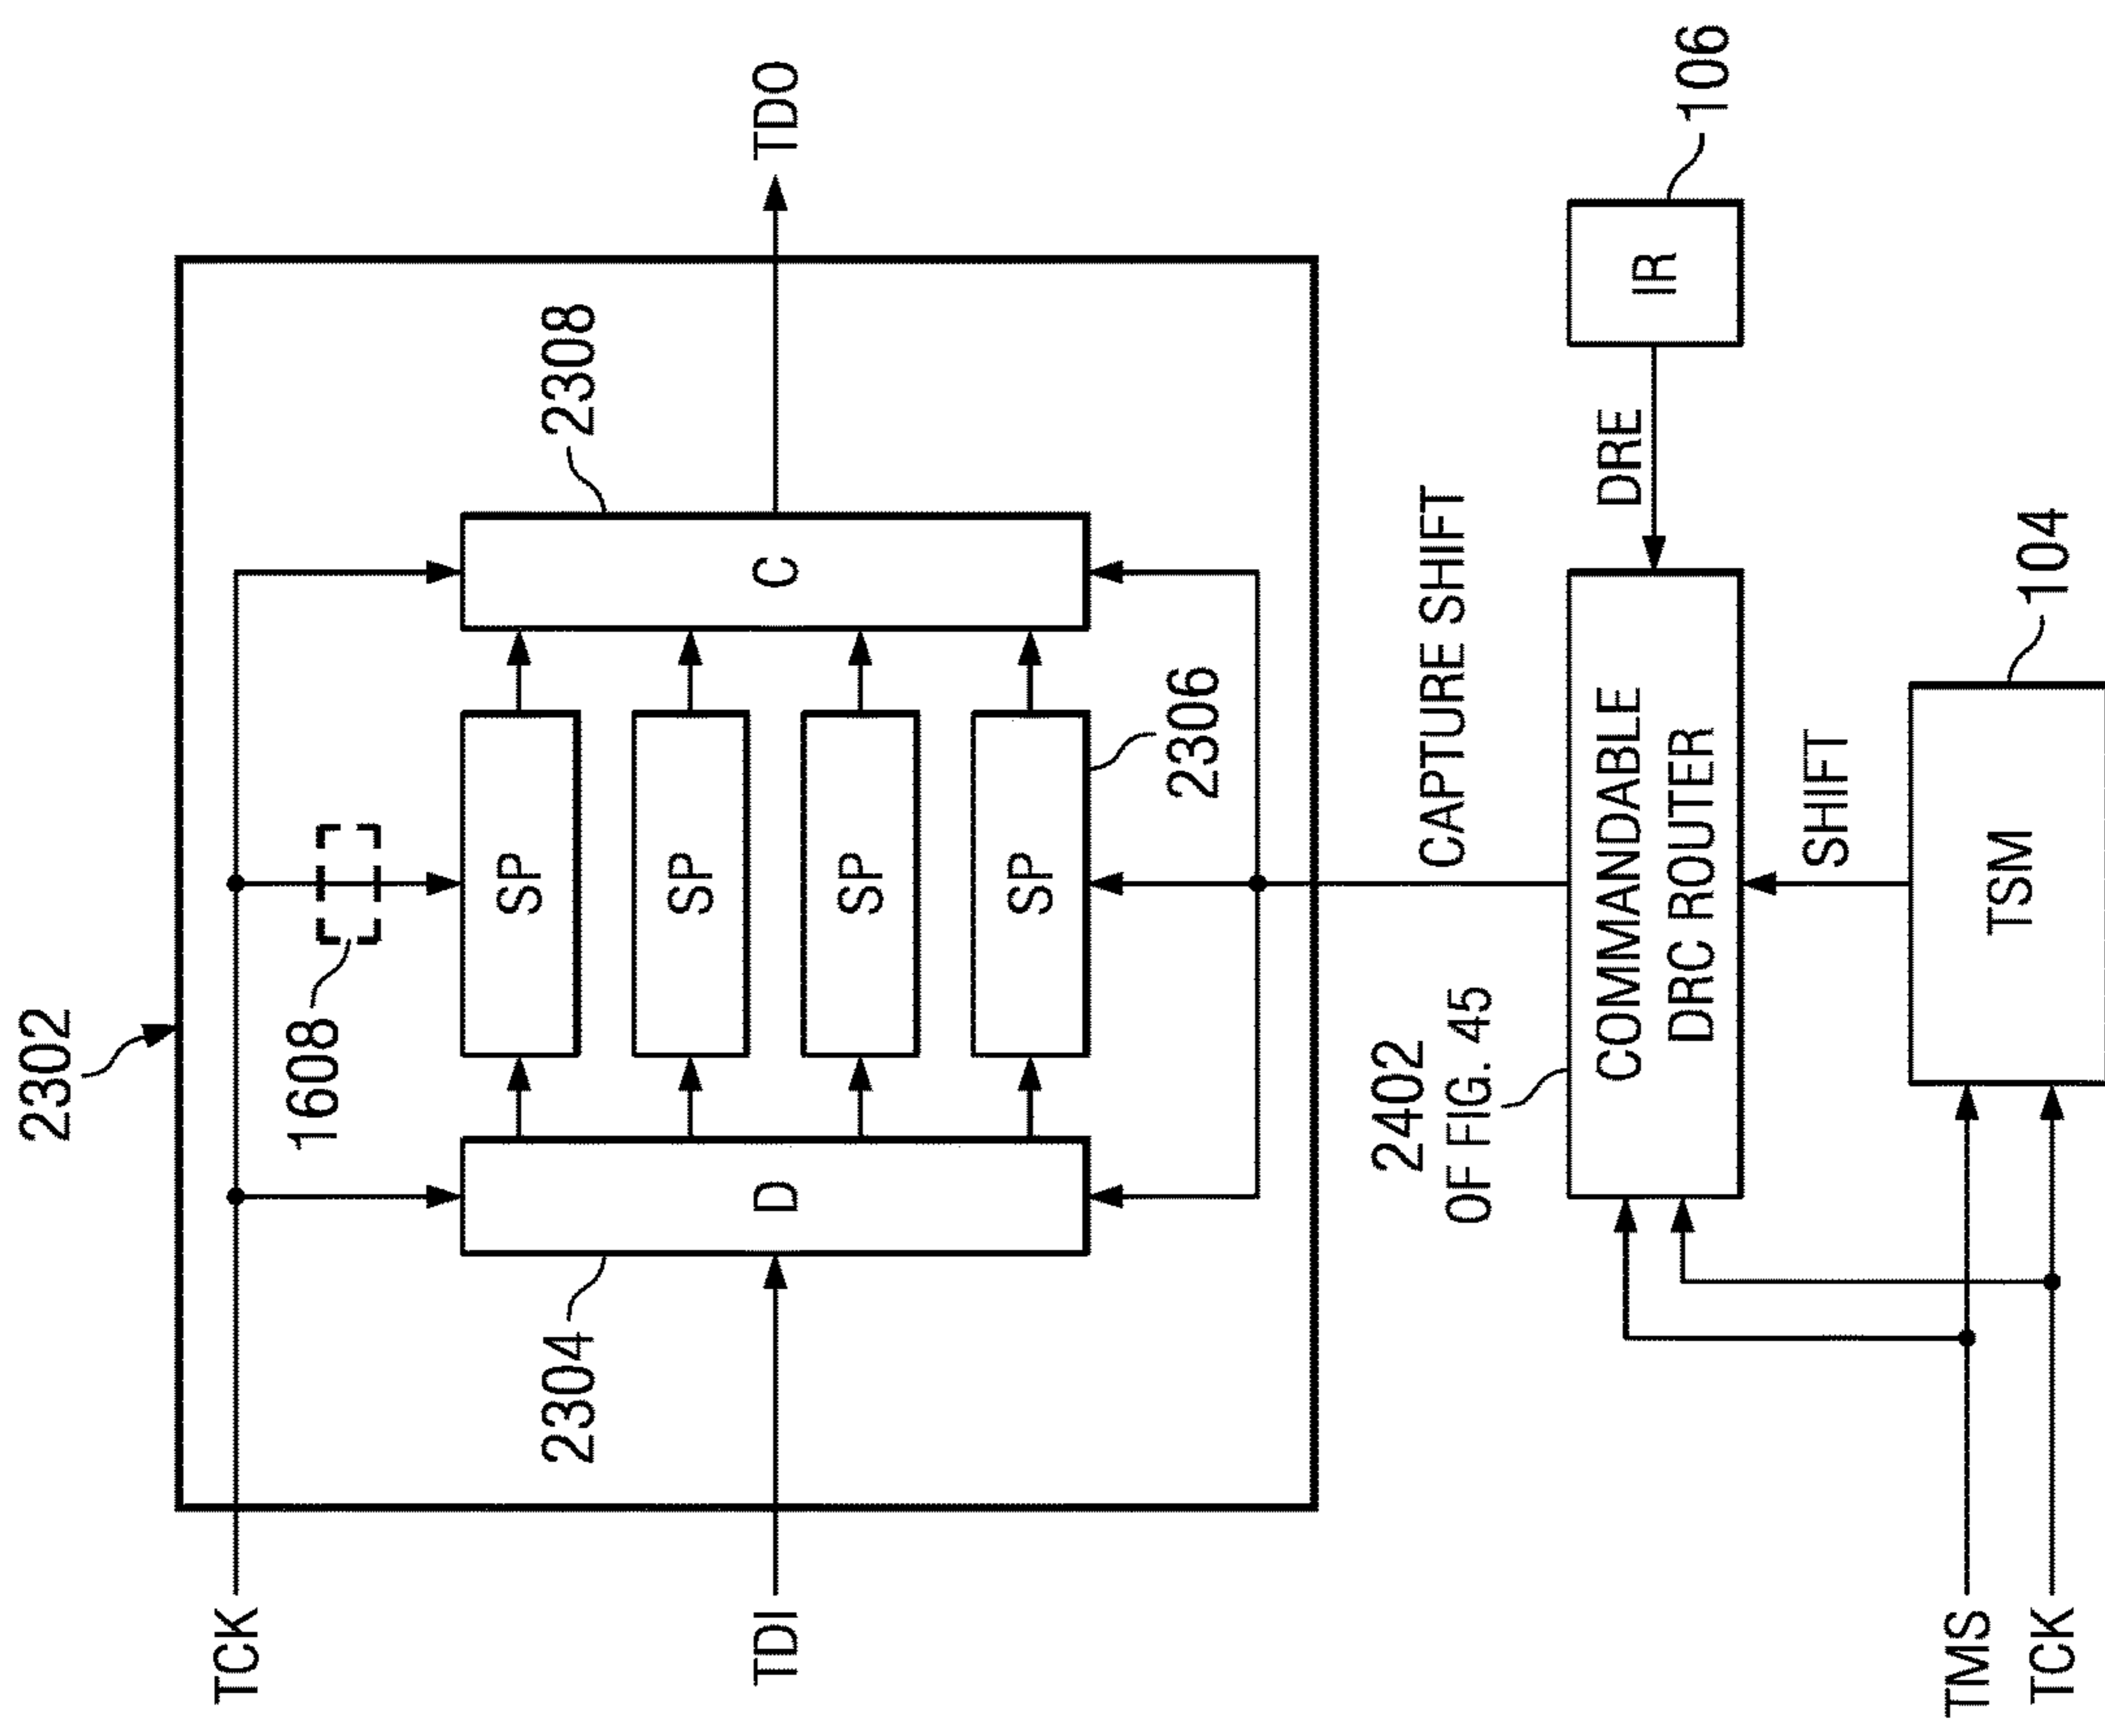 2302
TCK
1608
2304
2308
TDI
D
SP
SP
SP
SP
C
TDO
2306
CAPTURE SHIFT
2402
OF FIG. 45
COMMANDABLE
DRC ROUTER
DRE
IR
106
SHIFT
TMS
TCK
TSM
104